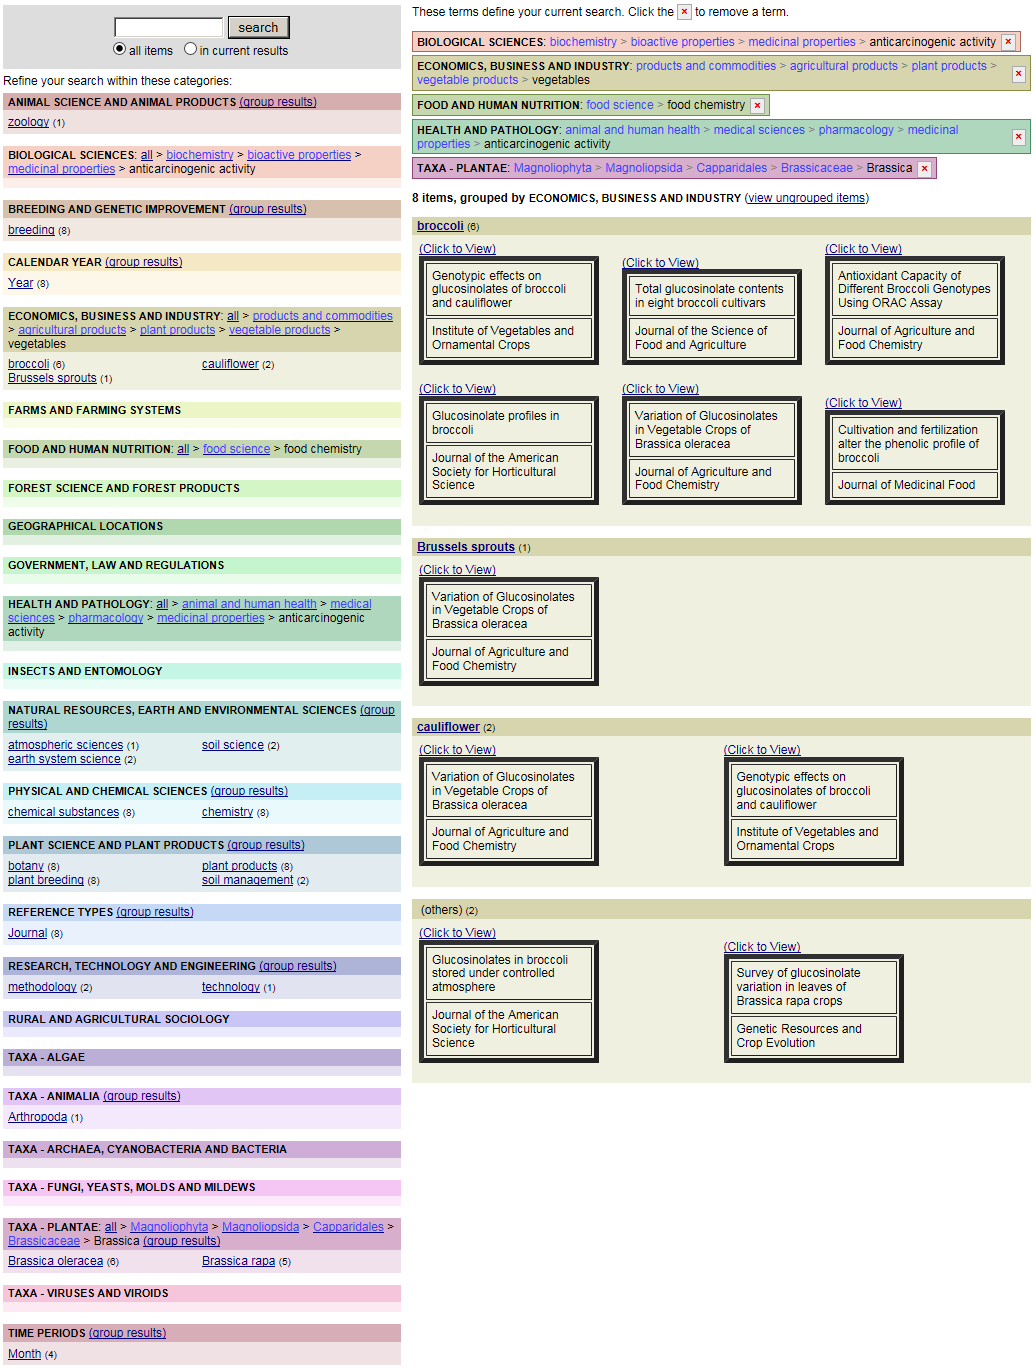 search
all items in current results
Refine your search within these categories:
ANIMAL SCIENCE AND ANIMAL PRODUCTS (group results)
zoology (1)
BIOLOGICAL SCIENCES: all > biochemistry > bioactive properties >
medicinal properties > anticarcinogenic activity
BREEDING AND GENETIC IMPROVEMENT (group results)
breeding (8)
CALENDAR YEAR (group results)
Year (8)
ECONOMICS, BUSINESS AND INDUSTRY: all > products and commodities
> agricultural products > plant products > vegetable products >
vegetables
broccoli (6) cauliflower (2)
Brussels sprouts (1)
FARMS AND FARMING SYSTEMS
FOOD AND HUMAN NUTRITION: all > food science > food chemistry
FOREST SCIENCE AND FOREST PRODUCTS
GEOGRAPHICAL LOCATIONS
GOVERNMENT, LAW AND REGULATIONS
HEALTH AND PATHOLOGY: all > animal and human health > medical
sciences > pharmacology > medicinal properties > anticarcinogenic
activity
INSECTS AND ENTOMOLOGY
NATURAL RESOURCES, EARTH AND ENVIRONMENTAL SCIENCES (group
results)
atmospheric sciences (1) soil science (2)
earth system science (2)
PHYSICAL AND CHEMICAL SCIENCES (group results)
chemical substances (8) chemistry (8)
PLANT SCIENCE AND PLANT PRODUCTS (group results)
botany (8) plant products (8)
plant breeding (8) soil management (2)
REFERENCE TYPES (group results)
Journal (8)
RESEARCH, TECHNOLOGY AND ENGINEERING (group results)
methodology (2) technology (1)
RURAL AND AGRICULTURAL SOCIOLOGY
TAXA - ALGAE
TAXA - ANIMALIA (group results)
Arthropoda (1)
TAXA - ARCHAEA, CYANOBACTERIA AND BACTERIA
TAXA - FUNGI, YEASTS, MOLDS AND MILDEWS
TAXA - PLANTAE: all > Magnoliophyta > Magnoliopsida > Capparidales >
Brassicaceae > Brassica (group results)
Brassica oleracea (6) Brassica rapa (5)
TAXA - VIRUSES AND VIROIDS
TIME PERIODS (group results)
Month (4)
These terms define your current search. Click the × to remove a term.
BIOLOGICAL SCIENCES: biochemistry > bioactive properties > medicinal properties > anticarcinogenic activity ×
ECONOMICS, BUSINESS AND INDUSTRY: products and commodities > agricultural products > plant products >
vegetable products > vegetables ×
FOOD AND HUMAN NUTRITION: food science > food chemistry ×
HEALTH AND PATHOLOGY: animal and human health > medical sciences > pharmacology > medicinal
properties > anticarcinogenic activity ×
TAXA - PLANTAE: Magnoliophyta > Magnoliopsida > Capparidales > Brassicaceae > Brassica ×
8 items, grouped by ECONOMICS, BUSINESS AND INDUSTRY (view ungrouped items)
broccoli (6)
(Click to View)
Genotypic effects on
glucosinolates of broccoli
and cauliflower
Institute of Vegetables and
Ornamental Crops
(Click to View)
Total glucosinolate contents
in eight broccoli cultivars
Journal of the Science of
Food and Agriculture
(Click to View)
Antioxidant Capacity of
Different Broccoli Genotypes
Using ORAC Assay
Journal of Agriculture and
Food Chemistry
(Click to View)
Glucosinolate profiles in
broccoli
Journal of the American
Society for Horticultural
Science
(Click to View)
Variation of Glucosinolates
in Vegetable Crops of
Brassica oleracea
Journal of Agriculture and
Food Chemistry
(Click to View)
Cultivation and fertilization
alter the phenolic profile of
broccoli
Journal of Medicinal Food
Brussels sprouts (1)
(Click to View)
Variation of Glucosinolates
in Vegetable Crops of
Brassica oleracea
Journal of Agriculture and
Food Chemistry
cauliflower (2)
(Click to View)
Variation of Glucosinolates
in Vegetable Crops of
Brassica oleracea
Journal of Agriculture and
Food Chemistry
(Click to View)
Genotypic effects on
glucosinolates of broccoli
and cauliflower
Institute of Vegetables and
Ornamental Crops
(others) (2)
(Click to View)
Glucosinolates in broccoli
stored under controlled
atmosphere
Journal of the American
Society for Horticultural
Science
(Click to View)
Survey of glucosinolate
variation in leaves of
Brassica rapa crops
Genetic Resources and
Crop Evolution